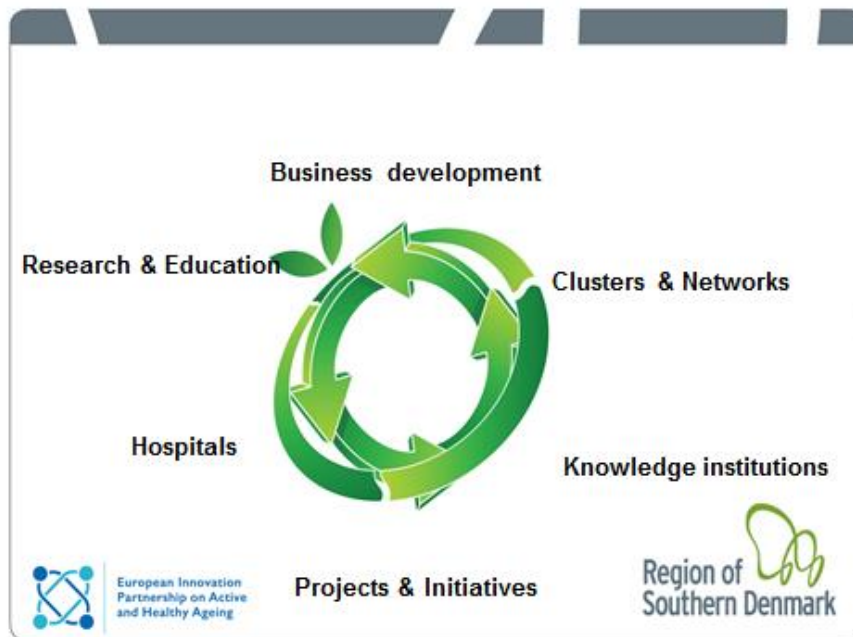 Business development
Research & Education
Clusters & Networks
Hospitals
Knowledge institutions
Projects & Initiatives
European Innovation
Partnership on Active
and Healthy Ageing
Region of
Southern Denmark